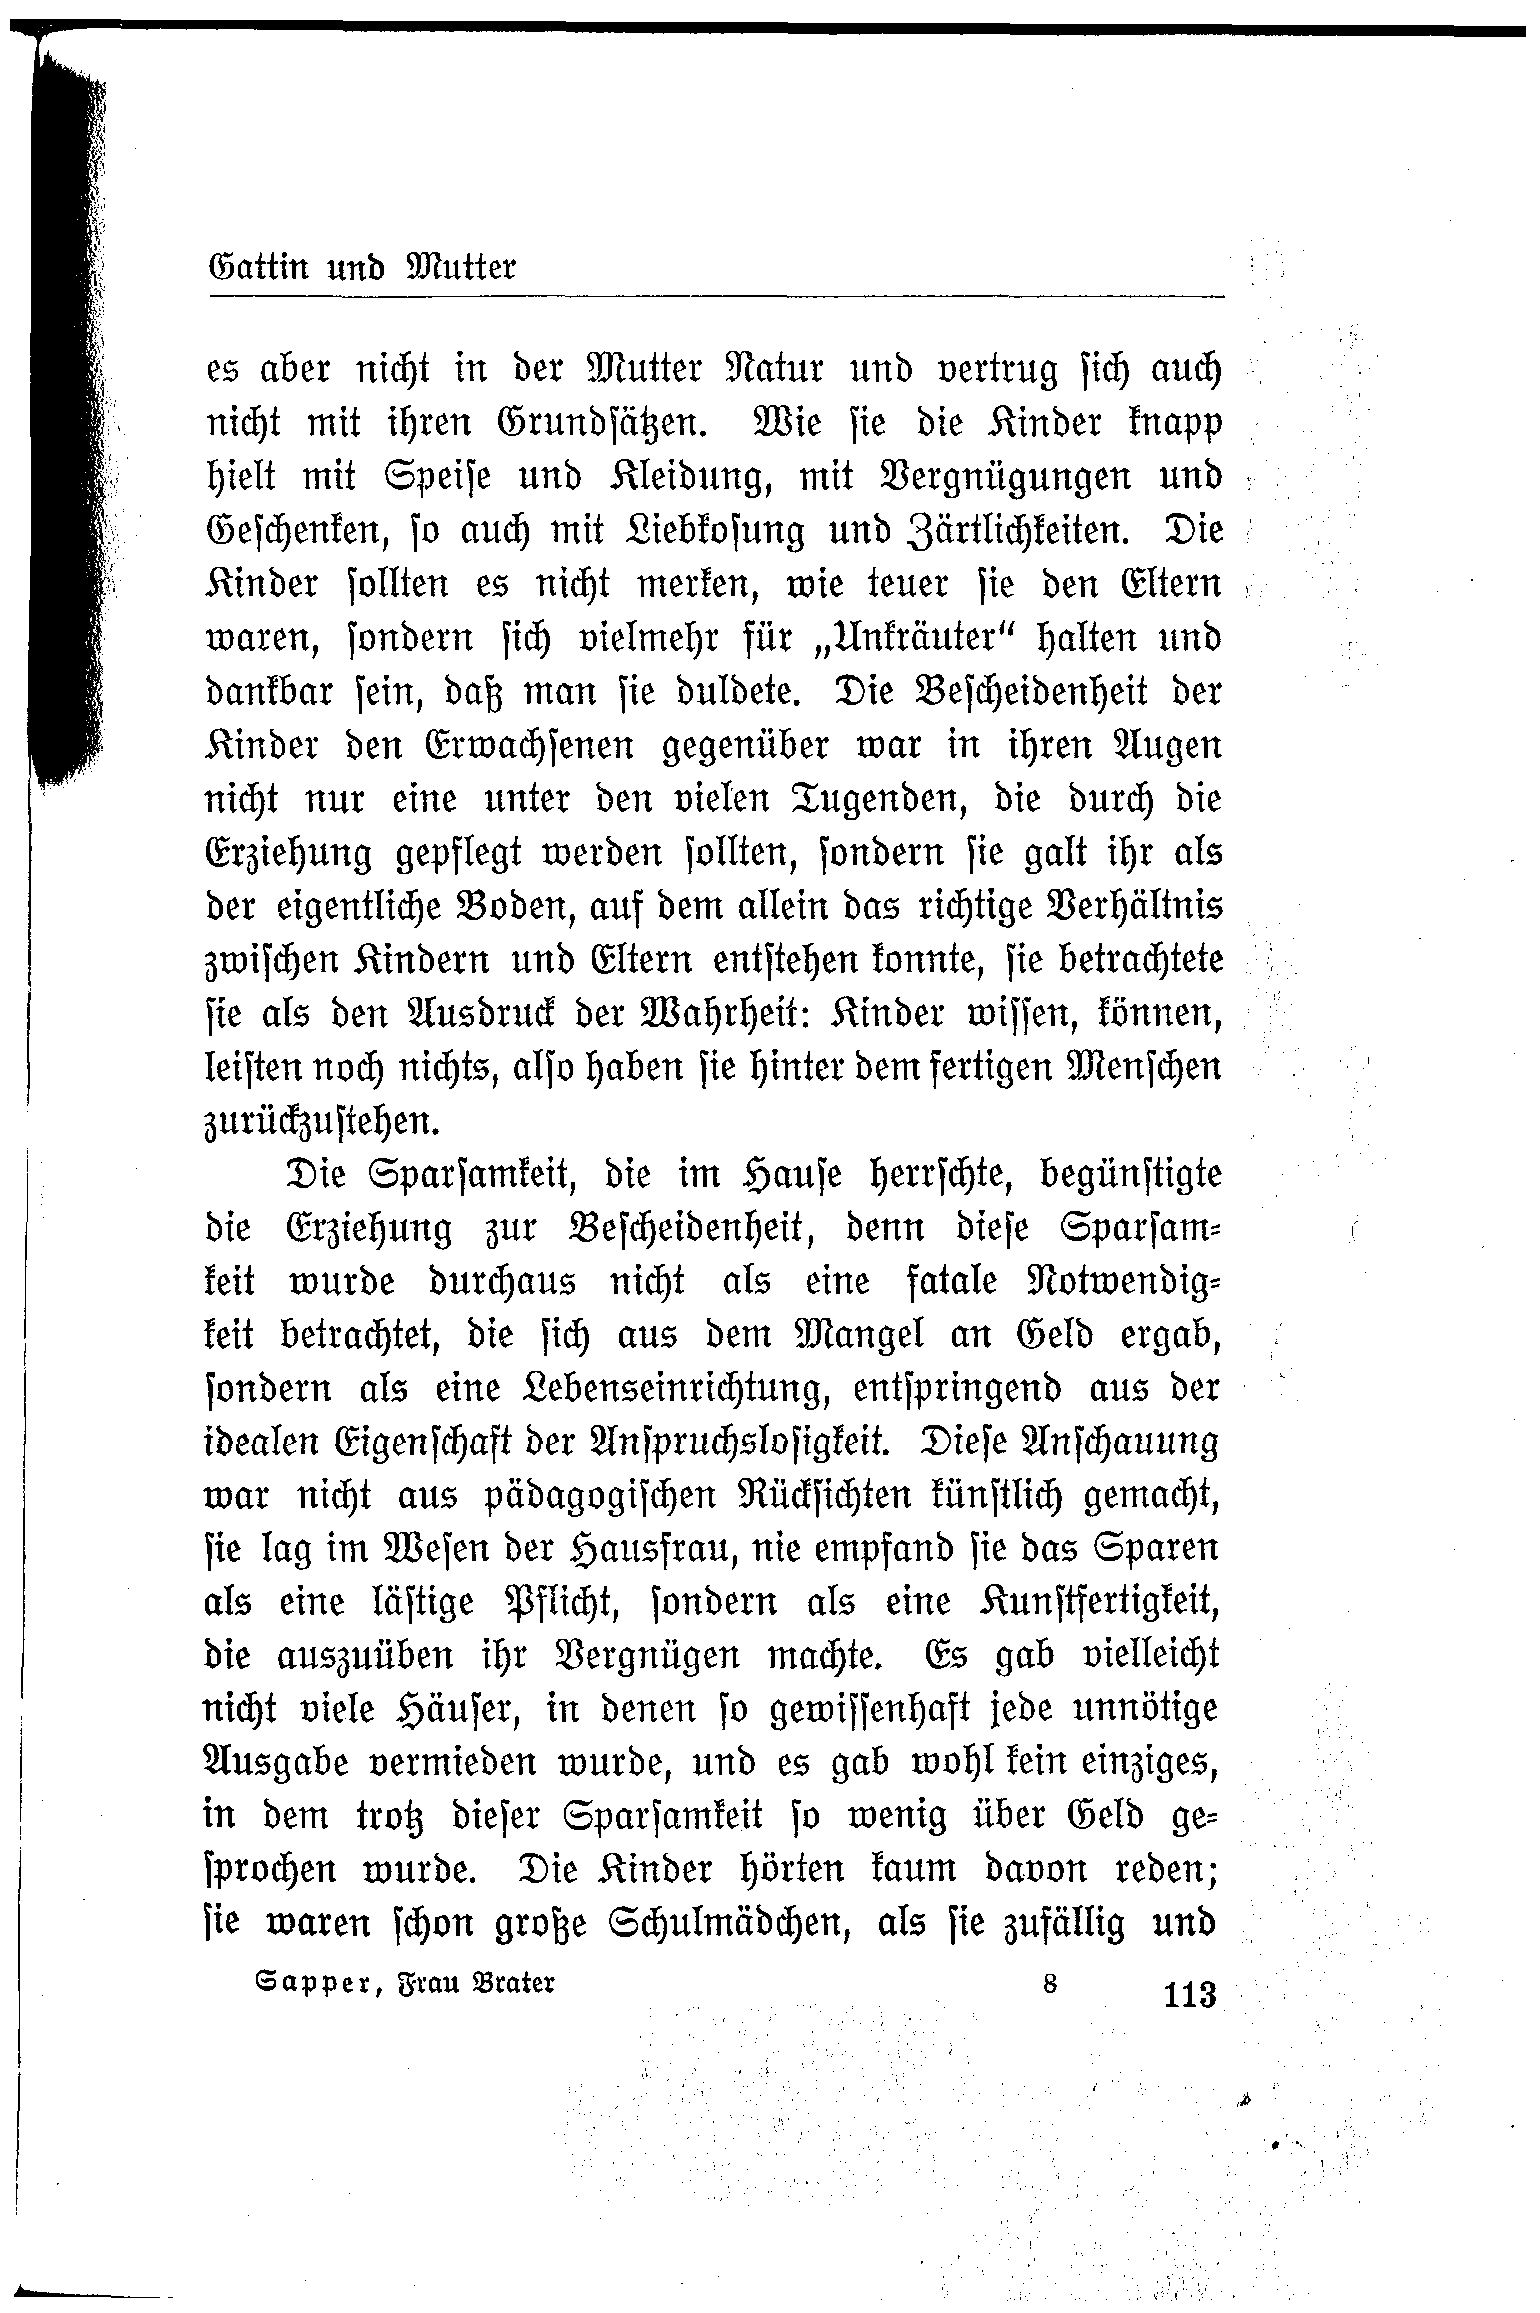 Gattin und Mutter
es aber nicht in der Mutter Natur und vertrug sich auch
nicht mit ihren Grundsätzen. Wie sie die Kinder knapp
hielt mit Speise und Kleidung, mit Vergnügungen und
Geschenken, so auch mit Liebkosung und Zärtlichkeiten. Die
Kinder sollten es nicht merken, wie teuer sie den Eltern
waren, sondern sich vielmehr für „Unkräuter“ halten und
dankbar sein, daß man sie duldete. Die Bescheidenheit der
Kinder den Erwachsenen gegenüber war in ihren Augen
nicht nur eine unter den vielen Tugenden, die durch die
Erziehung gepflegt werden sollten, sondern sie galt ihr als
der eigentliche Boden, auf dem allein das richtige Verhältnis
zwischen Kindern und Eltern entstehen konnte, sie betrachtete
sie als den Ausdruck der Wahrheit: Kinder wissen, können,
leisten noch nichts, also haben sie hinter dem fertigen Menschen
zurückzustehen.
Die Sparsamkeit, die im Hause herrschte, begünstigte
die Erziehung zur Bescheidenheit, denn diese Sparsam-
keit wurde durchaus nicht als eine fatale Notwendig-
keit betrachtet, die sich aus dem Mangel an Geld ergab,
sondern als eine Lebenseinrichtung, entspringend aus der
idealen Eigenschaft der Anspruchslosigkeit. Diese Anschauung
war nicht aus pädagogischen Rücksichten künstlich gemacht,
sie lag im Wesen der Hausfrau, nie empfand sie das Sparen
als eine lästige Pflicht, sondern als eine Kunstfertigkeit,
die auszuüben ihr Vergnügen machte. Es gab vielleicht
nicht viele Häuser, in denen so gewissenhaft jede unnötige
Ausgabe vermieden wurde, und es gab wohl kein einziges,
in dem trotz dieser Sparsamkeit so wenig über Geld ge-
sprochen wurde. Die Kinder hörten kaum davon reden;
sie waren schon große Schulmädchen, als sie zufällig und
Sapper, Frau Brater 8 113